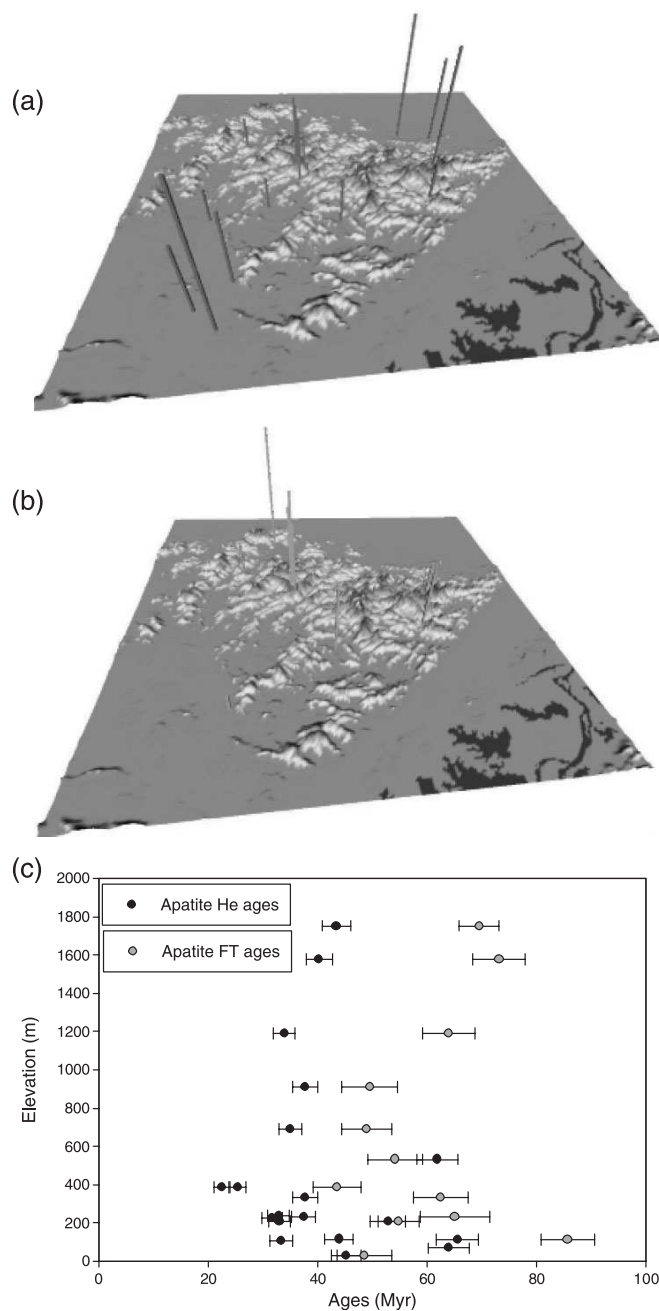 (a)
(b)
(c)
2000
1800
1600
1400
1200
1000
800
600
400
200
0
Elevation (m)
Apatite He ages
Apatite FT ages
0 20 40 60 80 100
Ages (Myr)